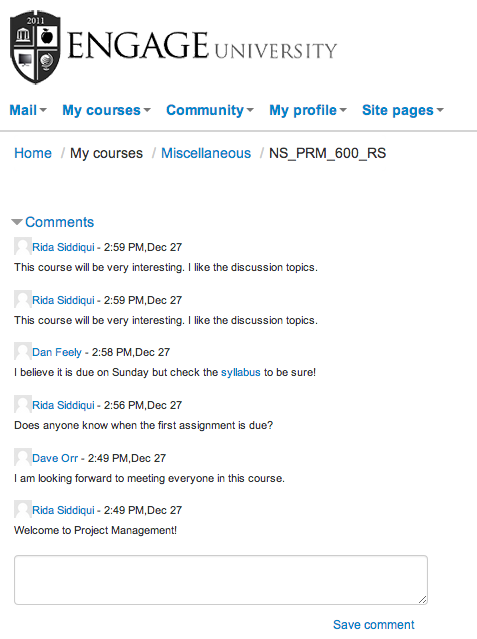 2011
ENGAGE UNIVERSITY
Mail My courses Community My profile Site pages
Home / My courses / Miscellaneous / NS_PRM_600_RS
Comments
Rida Siddiqui - 2:59 PM,Dec 27
This course will be very interesting. I like the discussion topics.
Rida Siddiqui - 2:59 PM,Dec 27
This course will be very interesting. I like the discussion topics.
Dan Feely - 2:58 PM,Dec 27
I believe it is due on Sunday but check the syllabus to be sure!
Rida Siddiqui - 2:56 PM,Dec 27
Does anyone know when the first assignment is due?
Dave Orr - 2:49 PM,Dec 27
I am looking forward to meeting everyone in this course.
Rida Siddiqui - 2:49 PM,Dec 27
Welcome to Project Management!
Save comment